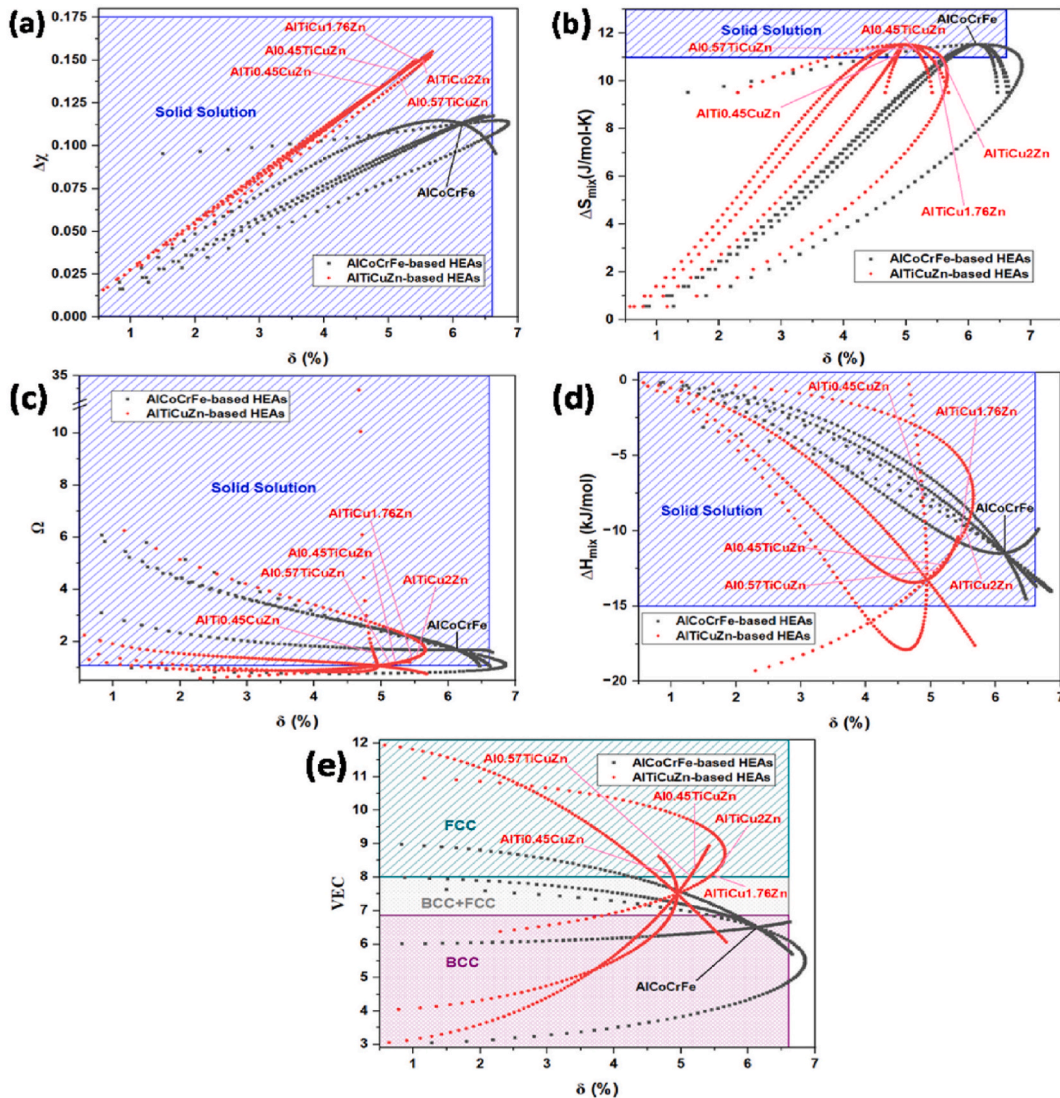 (a)
0.175
0.150
0.125
0.100
0.075
0.050
0.025
0.000
Δχ
AlTiCu1.76Zn
Al0.45TiCuZn
AlTi0.45CuZn
AlTiCu2Zn
Al0.57TiCuZn
Solid Solution
AlCoCrFe
AlCoCrFe-based HEAs
AlTiCuZn-based HEAs
1 2 3 4 5 6 7
δ (%)
(b)
12
10
8
6
4
2
0
ΔSmix(J/mol-K)
Solid Solution
Al0.45TiCuZn
AlCoCrFe
Al0.57TiCuZn
AlTi0.45CuZn
AlTiCu2Zn
AlTiCu1.76Zn
AlCoCrFe-based HEAs
AlTiCuZn-based HEAs
1 2 3 4 5 6 7
δ (%)
(c)
35
10
8
6
4
2
Ω
AlCoCrFe-based HEAs
AlTiCuZn-based HEAs
Solid Solution
AlTiCu1.76Zn
Al0.45TiCuZn
Al0.57TiCuZn
AlTiCu2Zn
AlTi0.45CuZn
AlCoCrFe
1 2 3 4 5 6 7
δ (%)
(d)
0
−5
−10
−15
−20
ΔHmix (kJ/mol)
AlTi0.45CuZn
AlTiCu1.76Zn
AlCoCrFe
Solid Solution
Al0.45TiCuZn
Al0.57TiCuZn
AlTiCu2Zn
AlCoCrFe-based HEAs
AlTiCuZn-based HEAs
1 2 3 4 5 6 7
δ (%)
(e)
12
11
10
9
8
7
6
5
4
3
VEC
Al0.57TiCuZn
AlCoCrFe-based HEAs
AlTiCuZn-based HEAs
Al0.45TiCuZn
FCC
AlTiCu2Zn
AlTi0.45CuZn
AlTiCu1.76Zn
BCC+FCC
BCC
AlCoCrFe
1 2 3 4 5 6 7
δ (%)